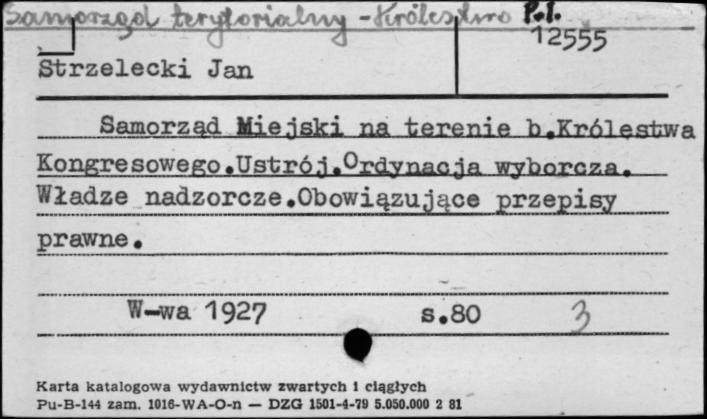 Samorząd terytorialny - Królestwo P.I.
12555
Strzelecki Jan
Samorząd Miejski na terenie b.Królestwa
Kongresowego.Ustrój.Ordynacja wyborcza.
Władze nadzorcze.Obowiązujące przepisy
prawne.
W-wa 1927 s.80 3
Karta katalogowa wydawnictw zwartych i ciągłych
Pu-B-144 zam. 1016-WA-O-n — DZG 1501-4-79 5.050.000 2 81